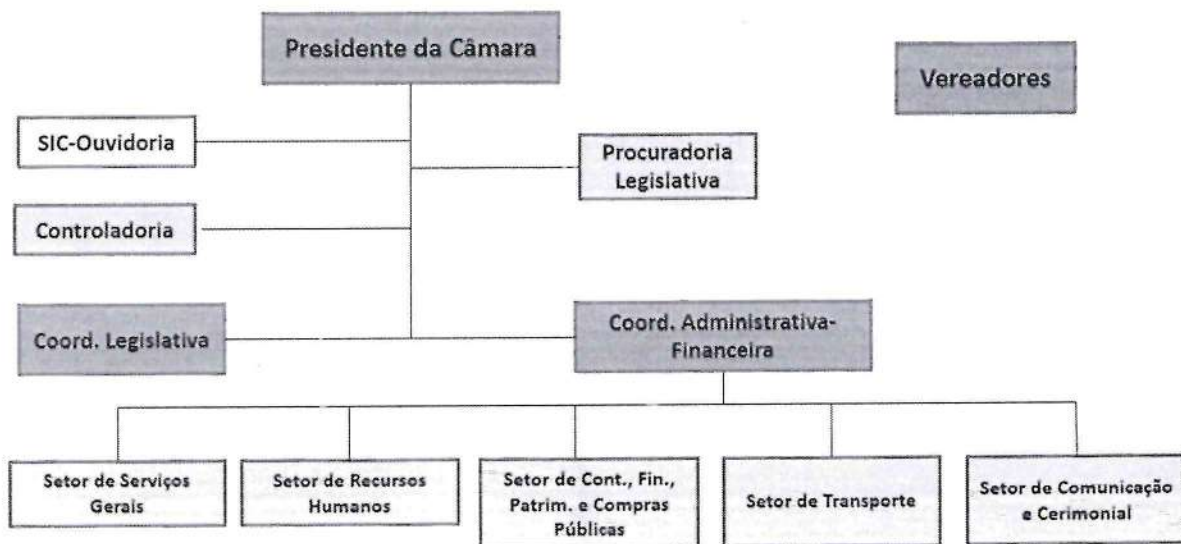 Presidente da Câmara
Vereadores
SIC-Ouvidoria
Procuradoria
Legislativa
Controladoria
Coord. Legislativa
Coord. Administrativa-
Financeira
Setor de Serviços
Gerais
Setor de Recursos
Humanos
Setor de Cont., Fin.,
Patrim. e Compras
Públicas
Setor de Transporte
Setor de Comunicação
e Cerimonial